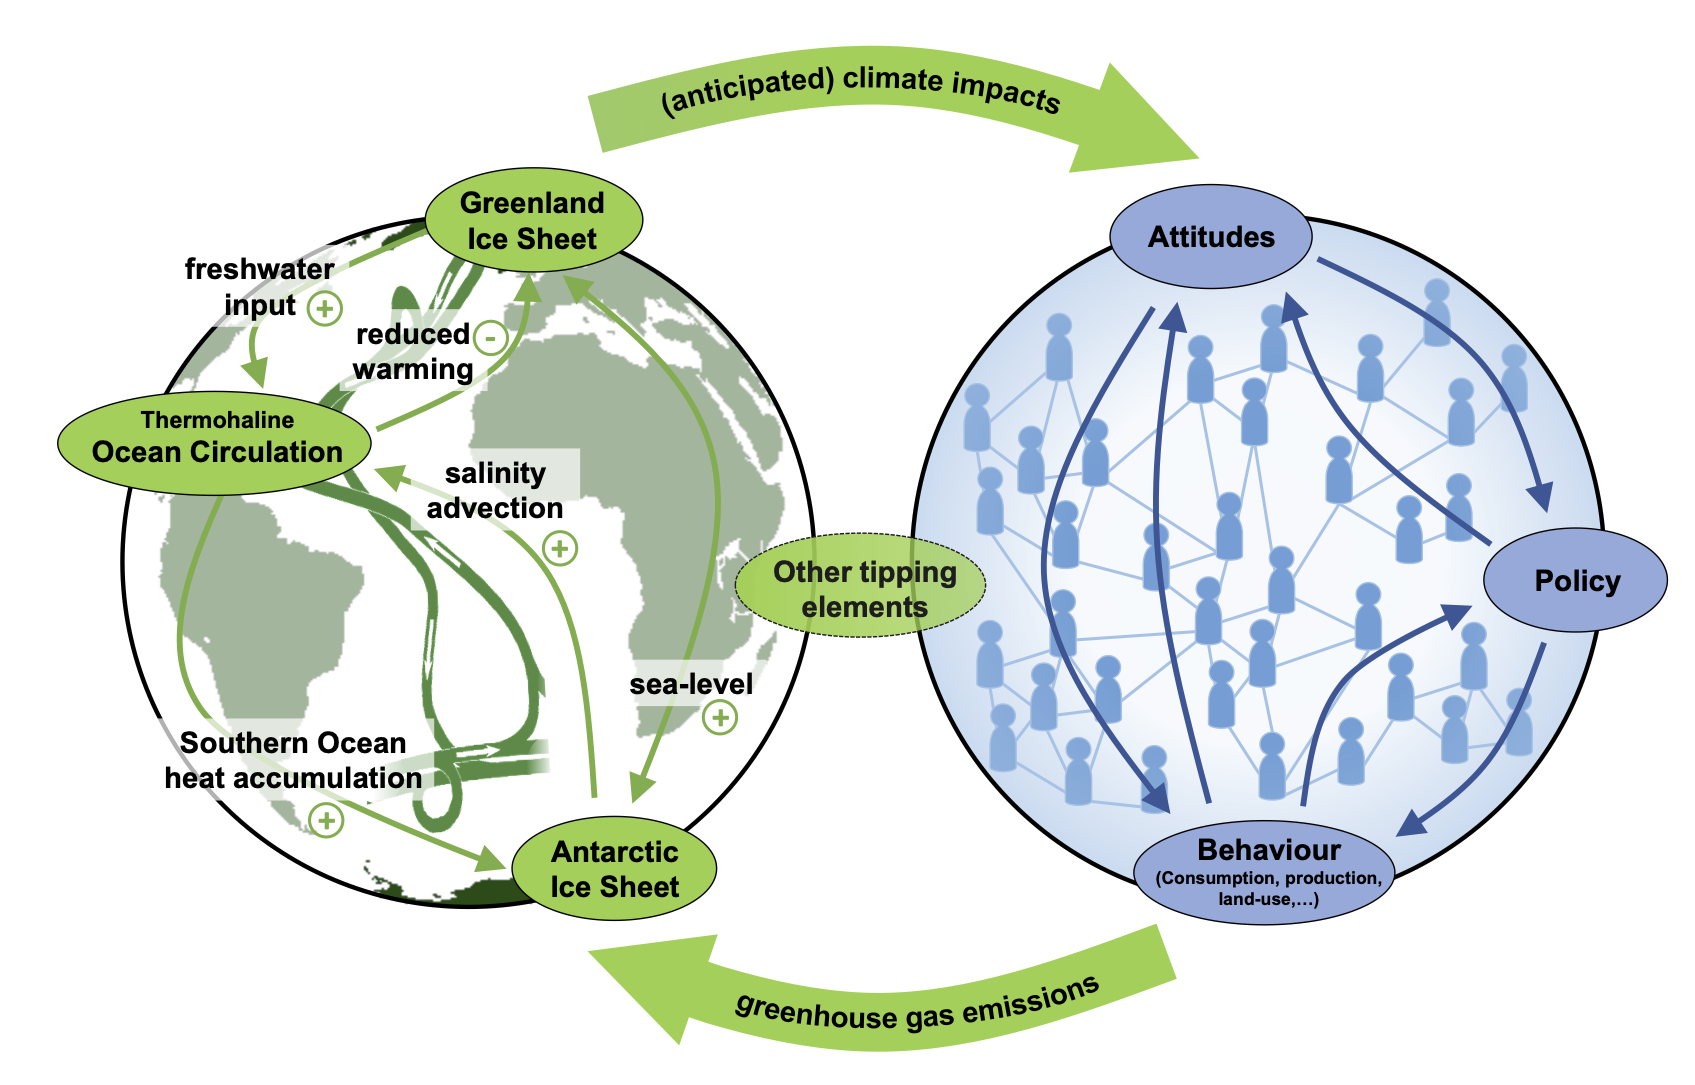 (anticipated) climate impacts
Greenland
Ice Sheet
Attitudes
freshwater
input +
reduced -
warming
Thermohaline
Ocean Circulation
salinity
advection
+
Other tipping
elements
Policy
sea-level
+
Southern Ocean
heat accumulation
+
Antarctic
Ice Sheet
Behaviour
(Consumption, production,
land-use,...)
greenhouse gas emissions